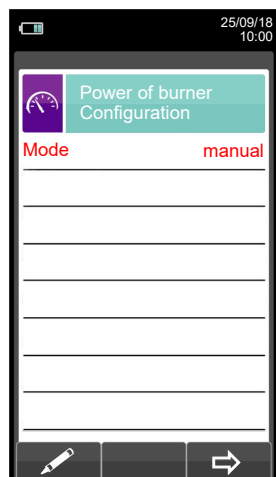 25/09/18
10:00
Power of burner
Configuration
Mode manual